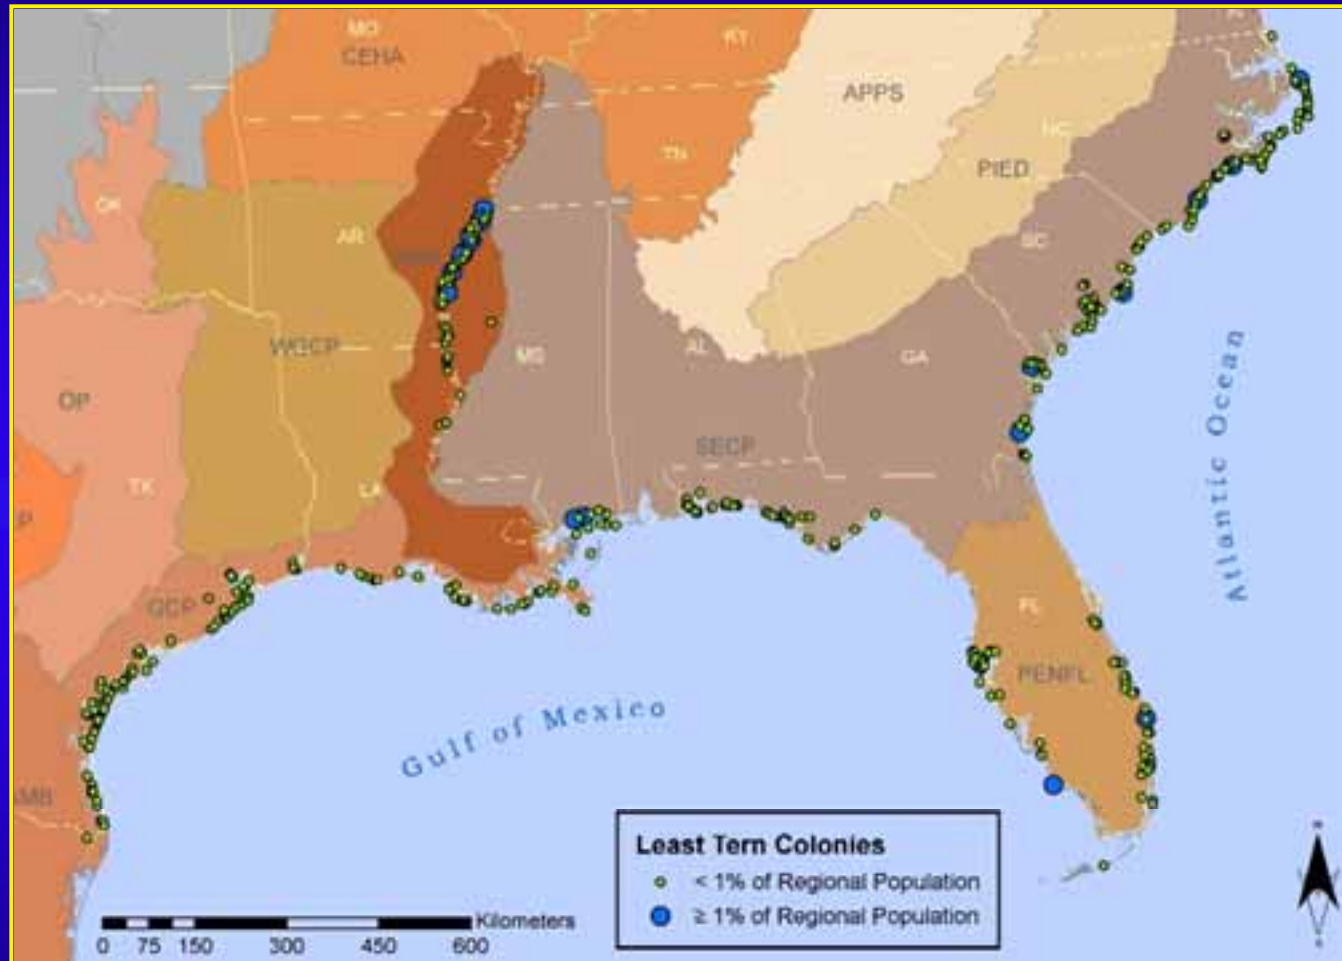 MO
CEHA
KY
APPS
NC
PIED
TN
OK
AR
SC
WGCP
MS
AL
GA
OP
SECP
TX
LA
Atlantic Ocean
GCP
FL
PENFL
Gulf of Mexico
Least Tern Colonies
< 1% of Regional Population
≥ 1% of Regional Population
Kilometers
0 75 150 300 450 600